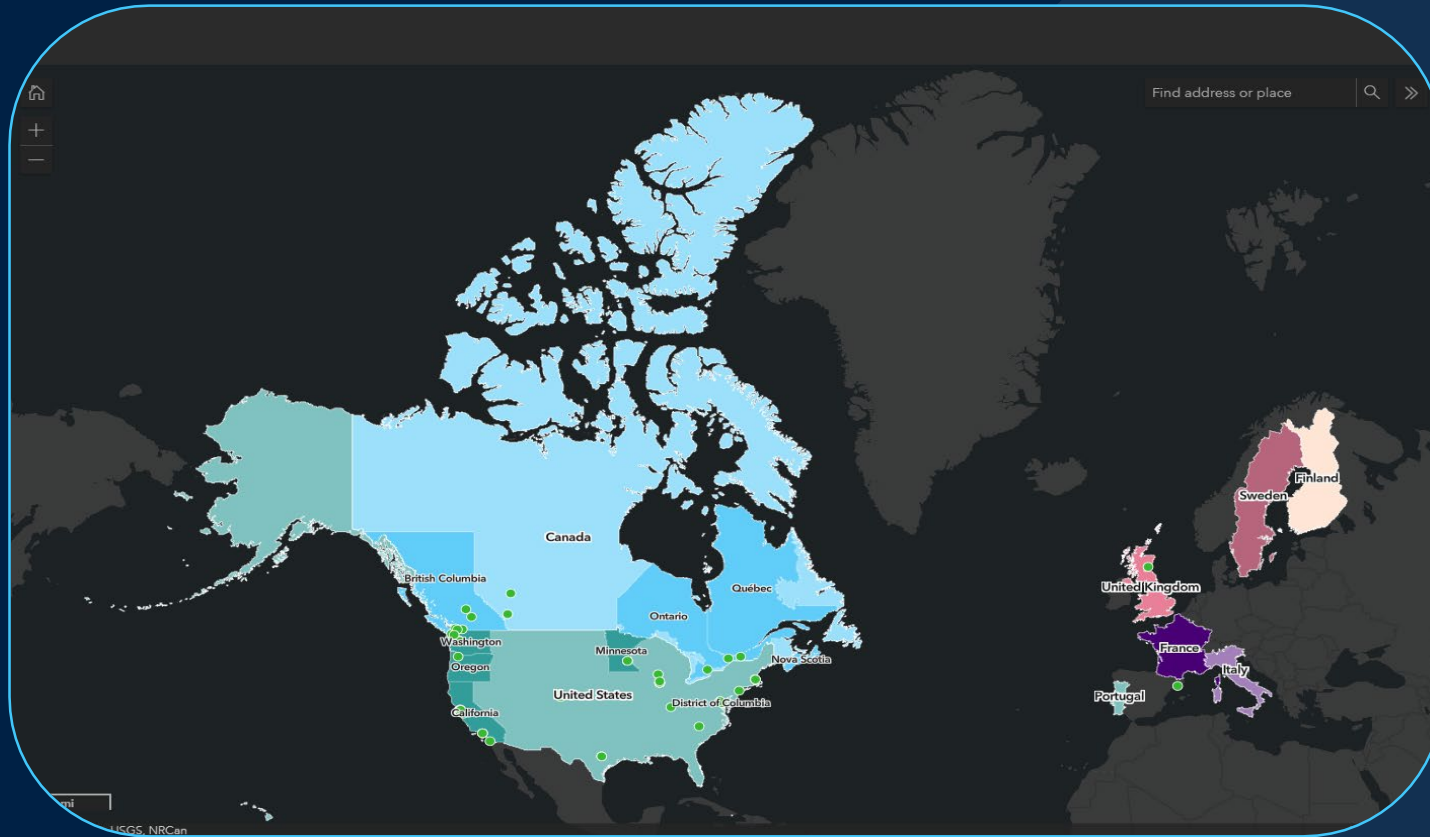 Find address or place
Canada
British Columbia
Québec
Ontario
Washington
Minnesota
Nova Scotia
Oregon
United States
District of Columbia
California
Finland
Sweden
United Kingdom
France
Italy
Portugal
mi
USGS, NRCan